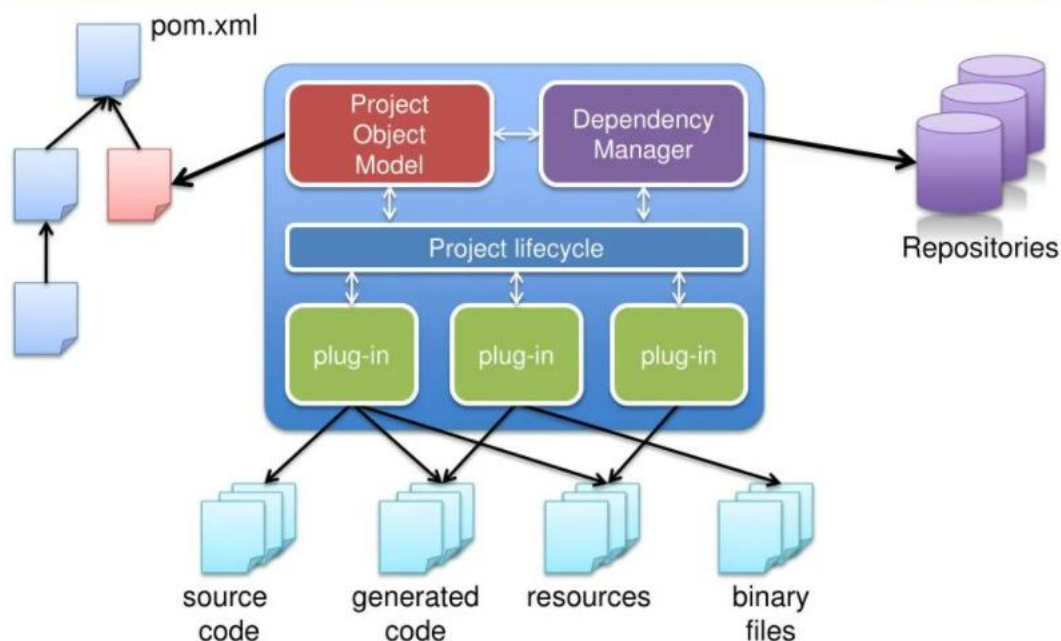 pom.xml
Project
Object
Model
Dependency
Manager
Repositories
Project lifecycle
plug-in
plug-in
plug-in
source
code
generated
code
resources
binary
files